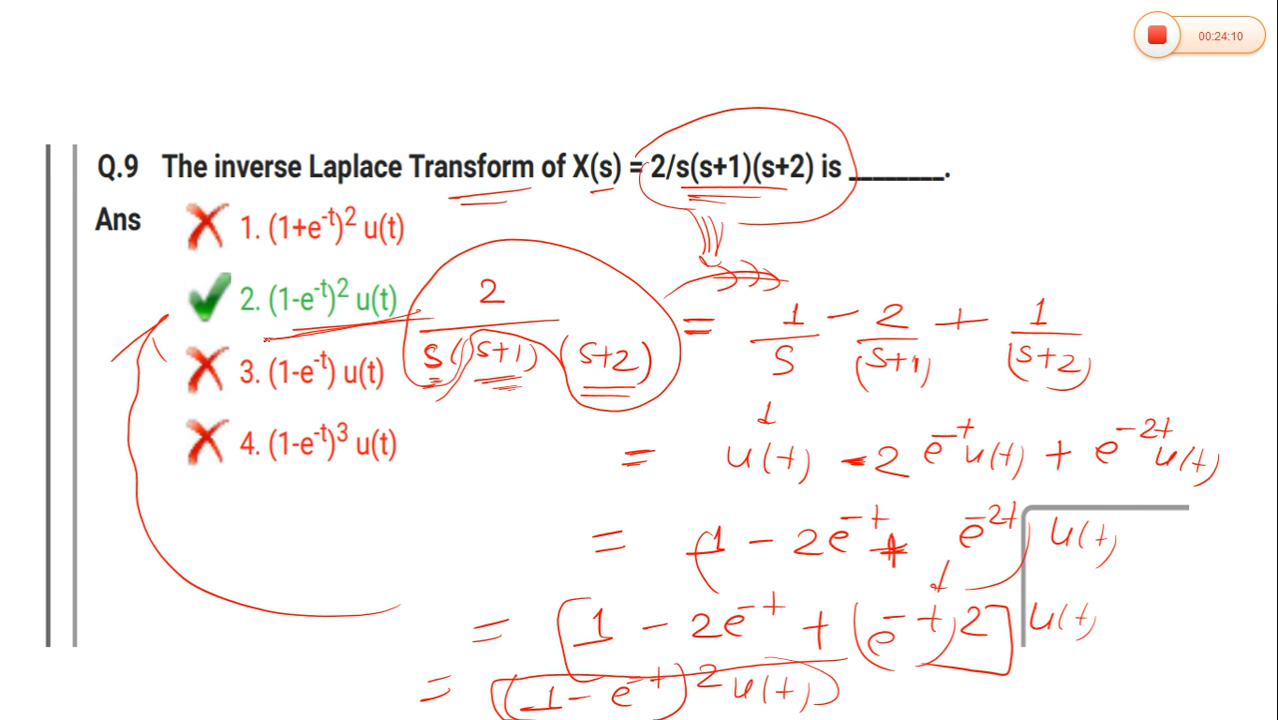 00:24:10
Q.9 The inverse Laplace Transform of X(s) = 2/s(s+1)(s+2) is ________.
Ans 1. (1+e⁻ᵗ)² u(t)
2. (1-e⁻ᵗ)² u(t)
3. (1-e⁻ᵗ) u(t)
4. (1-e⁻ᵗ)³ u(t)
2/s(s+1)(s+2) = 1/s - 2/(s+1) + 1/(s+2)
= u(t) - 2 e⁻ᵗ u(t) + e⁻²ᵗ u(t)
= (1 - 2e⁻ᵗ + e⁻²ᵗ) u(t)
= [1 - 2e⁻ᵗ + (e⁻ᵗ)2] u(t)
= (1 - e⁻ᵗ)² u(t)